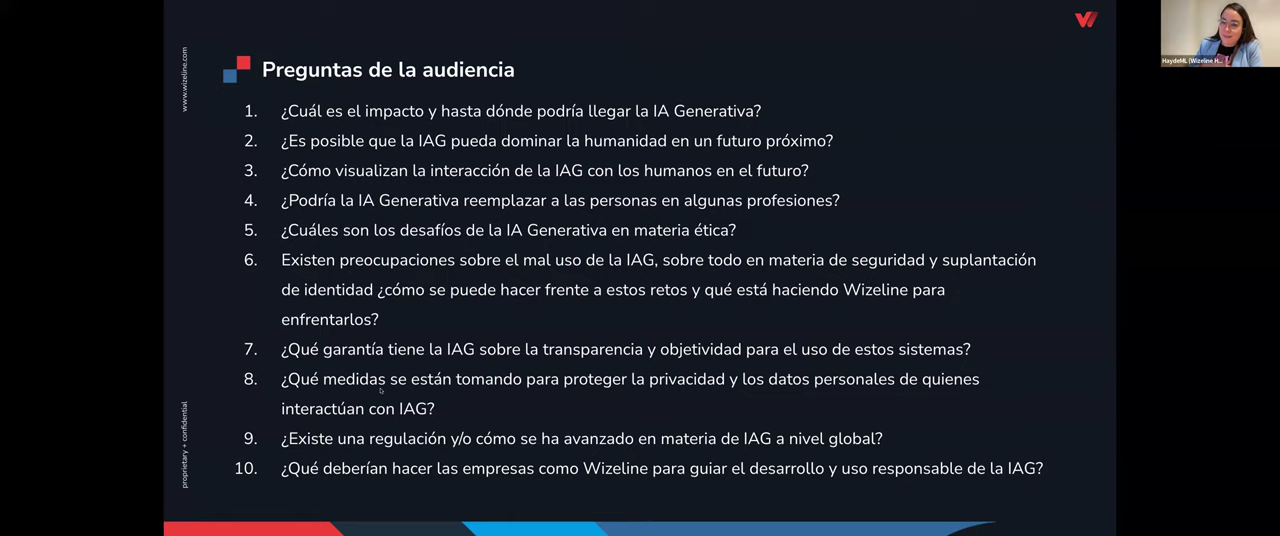 www.wizeline.com
Preguntas de la audiencia
1. ¿Cuál es el impacto y hasta dónde podría llegar la IA Generativa?
2. ¿Es posible que la IAG pueda dominar la humanidad en un futuro próximo?
3. ¿Cómo visualizan la interacción de la IAG con los humanos en el futuro?
4. ¿Podría la IA Generativa reemplazar a las personas en algunas profesiones?
5. ¿Cuáles son los desafíos de la IA Generativa en materia ética?
6. Existen preocupaciones sobre el mal uso de la IAG, sobre todo en materia de seguridad y suplantación
de identidad ¿cómo se puede hacer frente a estos retos y qué está haciendo Wizeline para
enfrentarlos?
7. ¿Qué garantía tiene la IAG sobre la transparencia y objetividad para el uso de estos sistemas?
8. ¿Qué medidas se están tomando para proteger la privacidad y los datos personales de quienes
interactúan con IAG?
9. ¿Existe una regulación y/o cómo se ha avanzado en materia de IAG a nivel global?
10. ¿Qué deberían hacer las empresas como Wizeline para guiar el desarrollo y uso responsable de la IAG?
proprietary + confidential
HaydeML (Wizeline H...